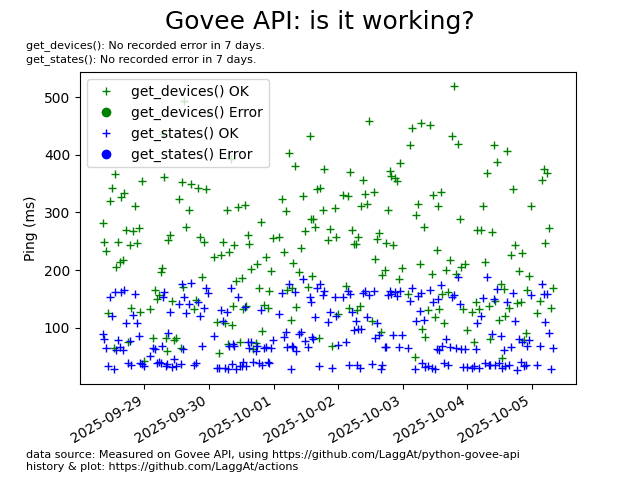 Govee API: is it working?
get_devices(): No recorded error in 7 days.
get_states(): No recorded error in 7 days.
get_devices() OK
get_devices() Error
get_states() OK
get_states() Error
Ping (ms)
500
400
300
200
100
2025-09-29
2025-09-30
2025-10-01
2025-10-02
2025-10-03
2025-10-04
2025-10-05
data source: Measured on Govee API, using https://github.com/LaggAt/python-govee-api
history & plot: https://github.com/LaggAt/actions